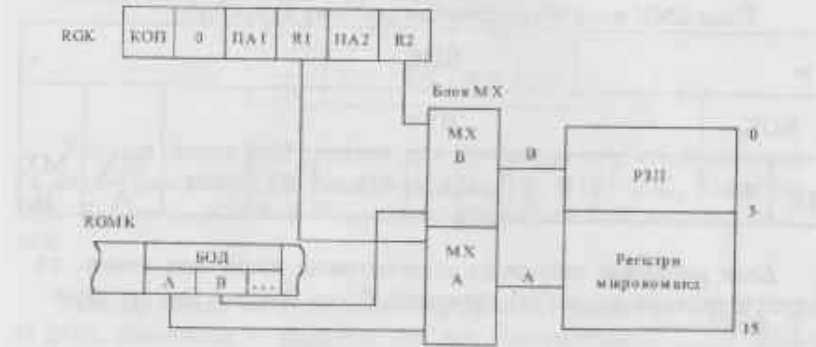 RGK КОП 0 ПА1 R1 ПА2 R2
Блок MX
MX
B
B
0
РЗП
5
RGMK
БОД
A B ...
MX
A
A
Регістри
мікрокоманд
15